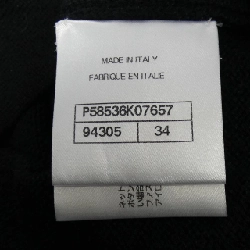 MADE IN ITALY
FABRIQUE EN ITALIE
P58536K07657
94305 34